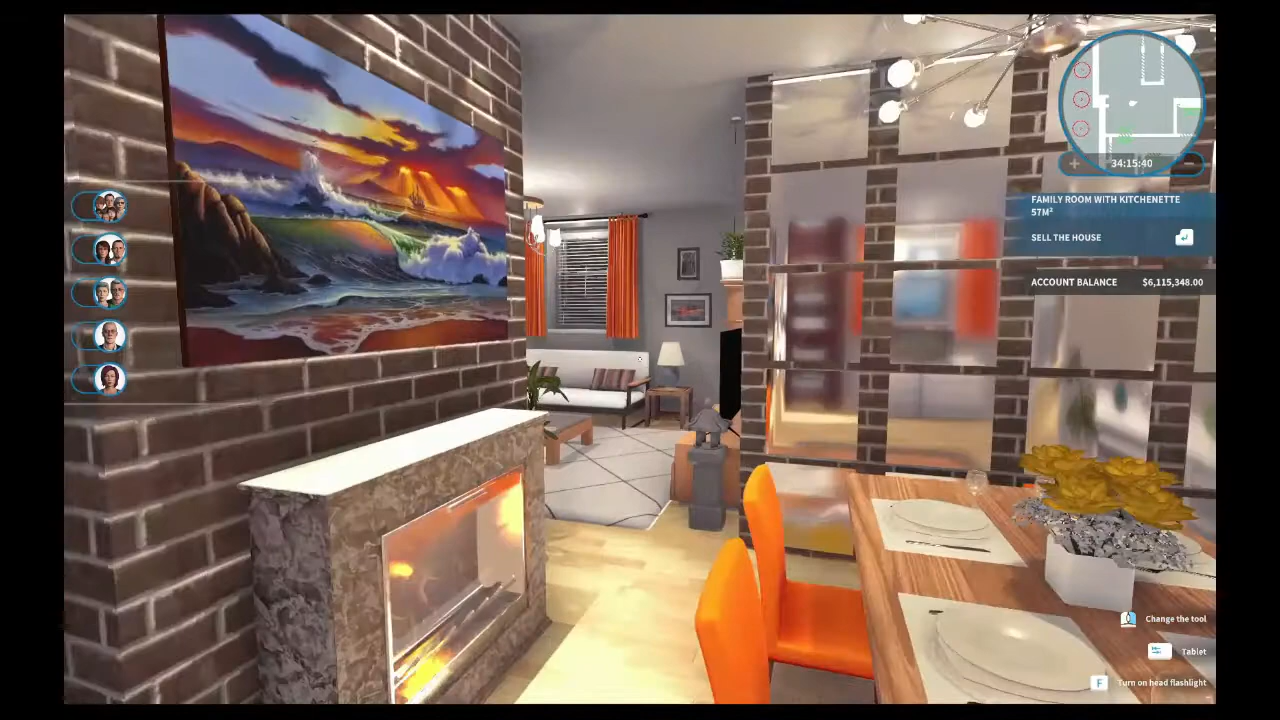 34:15:40
FAMILY ROOM WITH KITCHENETTE
57M²
SELL THE HOUSE
ACCOUNT BALANCE $6,115,348.00
Change the tool
Tablet
F Turn on head flashlight